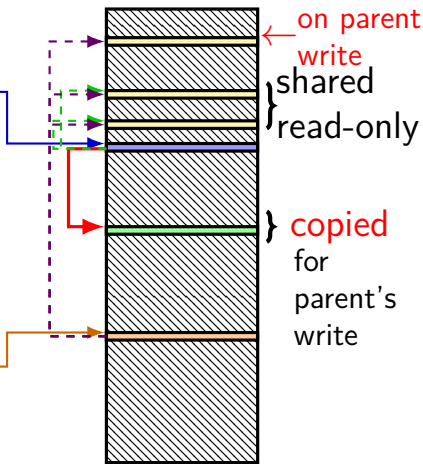 on parent
write
shared
read-only
copied
for
parent's
write